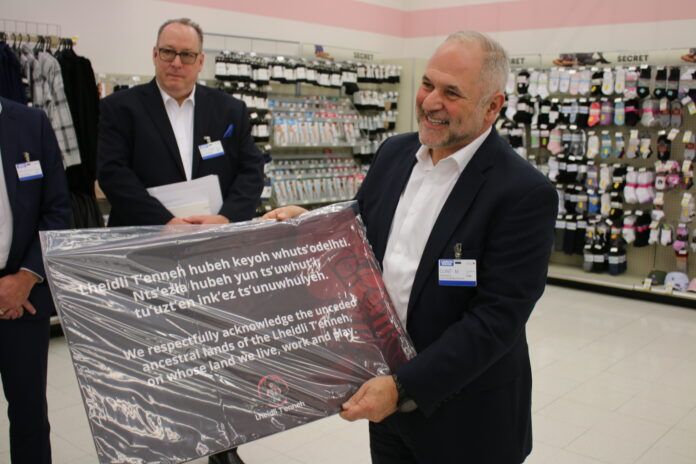 SECRET
SECRET
Lheidli T'enneh hubeh keyoh whuts'odelhti.
Nts'ezla hubeh yun ts'uwhut'i,
tu'uzt'en ink'ez ts'unuwhulyeh.
We respectfully acknowledge the unceded
ancestral lands of the Lheidli T'enneh,
on whose land we live, work and play.
Lheidli T'enneh